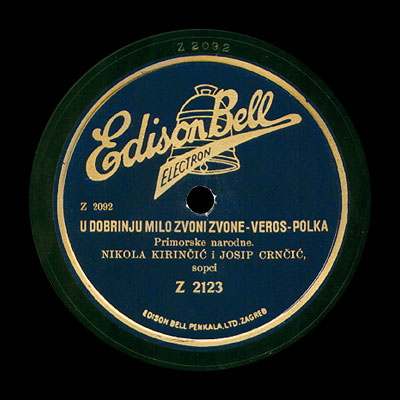 Z 2092
Edison Bell
ELECTRON
Z 2092
U DOBRINJU MILO ZVONI ZVONE-VEROS-POLKA
Primorske narodne.
NIKOLA KIRINČIĆ i JOSIP CRNČIĆ,
sopci
Z 2123
EDISON BELL PENKALA, LTD. ZAGREB